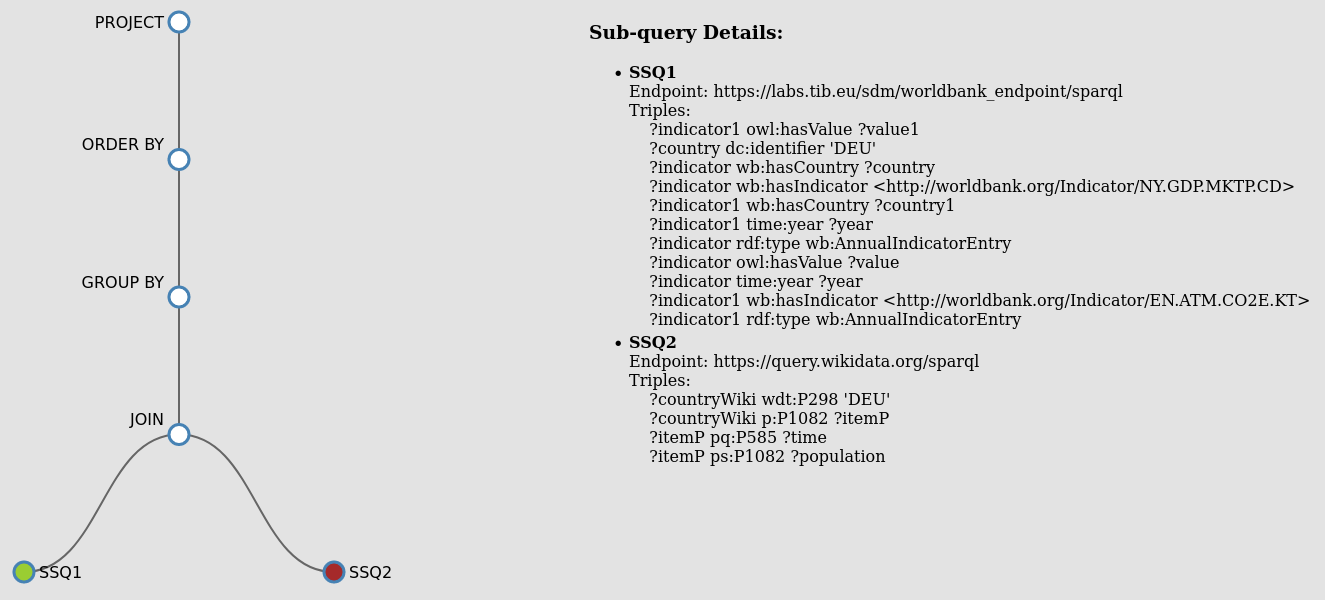 PROJECT
ORDER BY
GROUP BY
JOIN
SSQ1
SSQ2
Sub-query Details:
• SSQ1
Endpoint: https://labs.tib.eu/sdm/worldbank_endpoint/sparql
Triples:
?indicator1 owl:hasValue ?value1
?country dc:identifier 'DEU'
?indicator wb:hasCountry ?country
?indicator wb:hasIndicator <http://worldbank.org/Indicator/NY.GDP.MKTP.CD>
?indicator1 wb:hasCountry ?country1
?indicator1 time:year ?year
?indicator rdf:type wb:AnnualIndicatorEntry
?indicator owl:hasValue ?value
?indicator time:year ?year
?indicator1 wb:hasIndicator <http://worldbank.org/Indicator/EN.ATM.CO2E.KT>
?indicator1 rdf:type wb:AnnualIndicatorEntry
• SSQ2
Endpoint: https://query.wikidata.org/sparql
Triples:
?countryWiki wdt:P298 'DEU'
?countryWiki p:P1082 ?itemP
?itemP pq:P585 ?time
?itemP ps:P1082 ?population